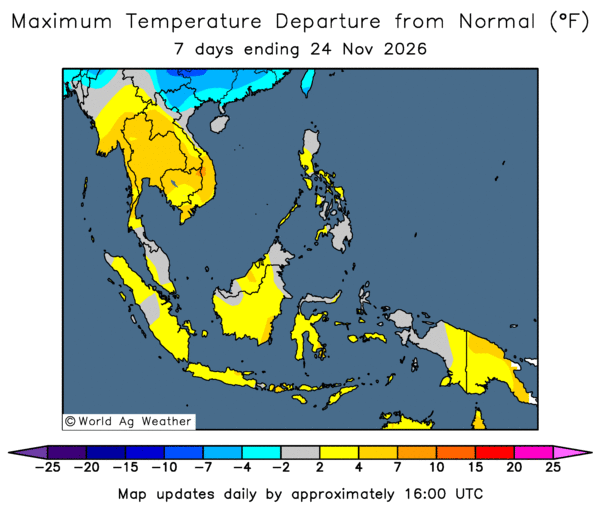 Maximum Temperature Departure from Normal (°F)
7 days ending 24 Nov 2026
©World Ag Weather
-25 -20 -15 -10 -7 -4 -2 2 4 7 10 15 20 25
Map updates daily by approximately 16:00 UTC